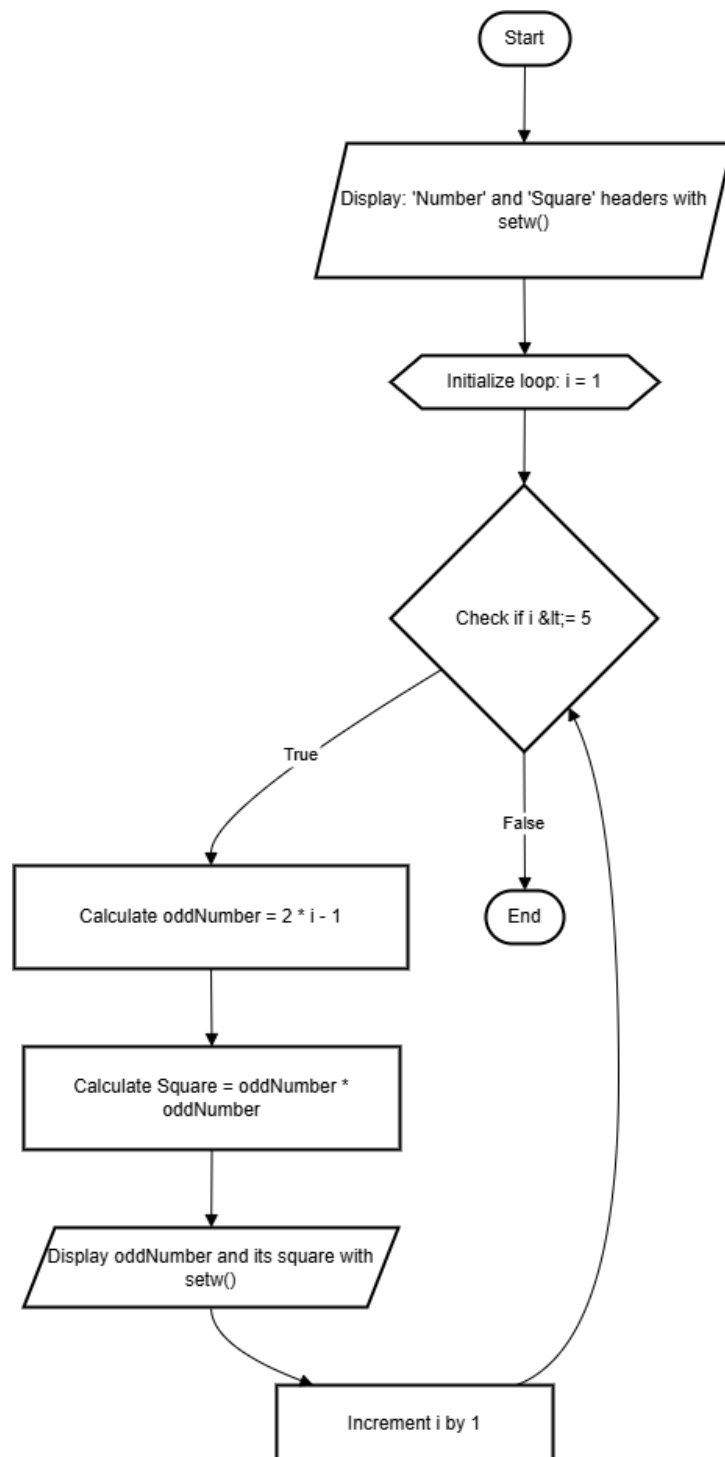 Start
Display: 'Number' and 'Square' headers with
setw()
Initialize loop: i = 1
Check if i &lt;= 5
True
False
Calculate oddNumber = 2 * i - 1
End
Calculate Square = oddNumber *
oddNumber
Display oddNumber and its square with
setw()
Increment i by 1